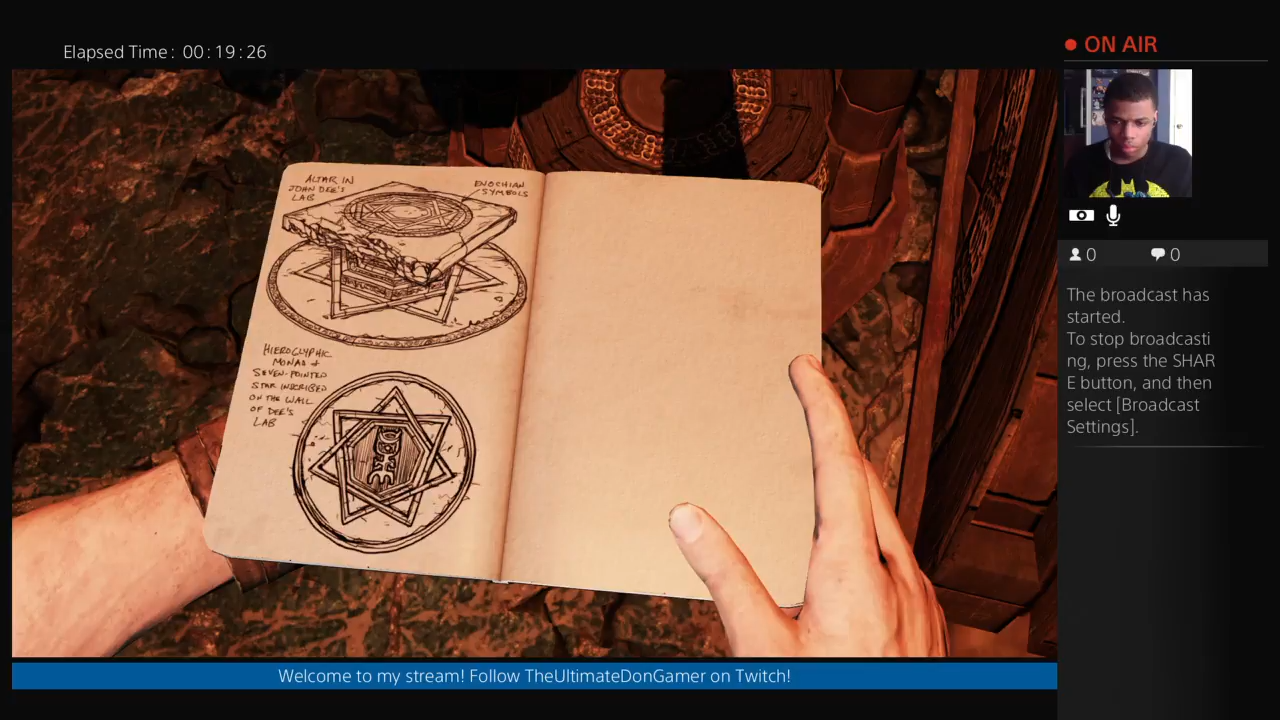 Elapsed Time: 00:19:26
ON AIR
ALTAR IN
JOHN DEE'S
LAB
ENOCHIAN
SYMBOLS
HIEROGLYPHIC
MONAD +
SEVEN-POINTED
STAR INSCRIBED
ON THE WALL
OF DEE'S
LAB
0
0
The broadcast has
started.
To stop broadcasti
ng, press the SHAR
E button, and then
select [Broadcast
Settings].
Welcome to my stream! Follow TheUltimateDonGamer on Twitch!